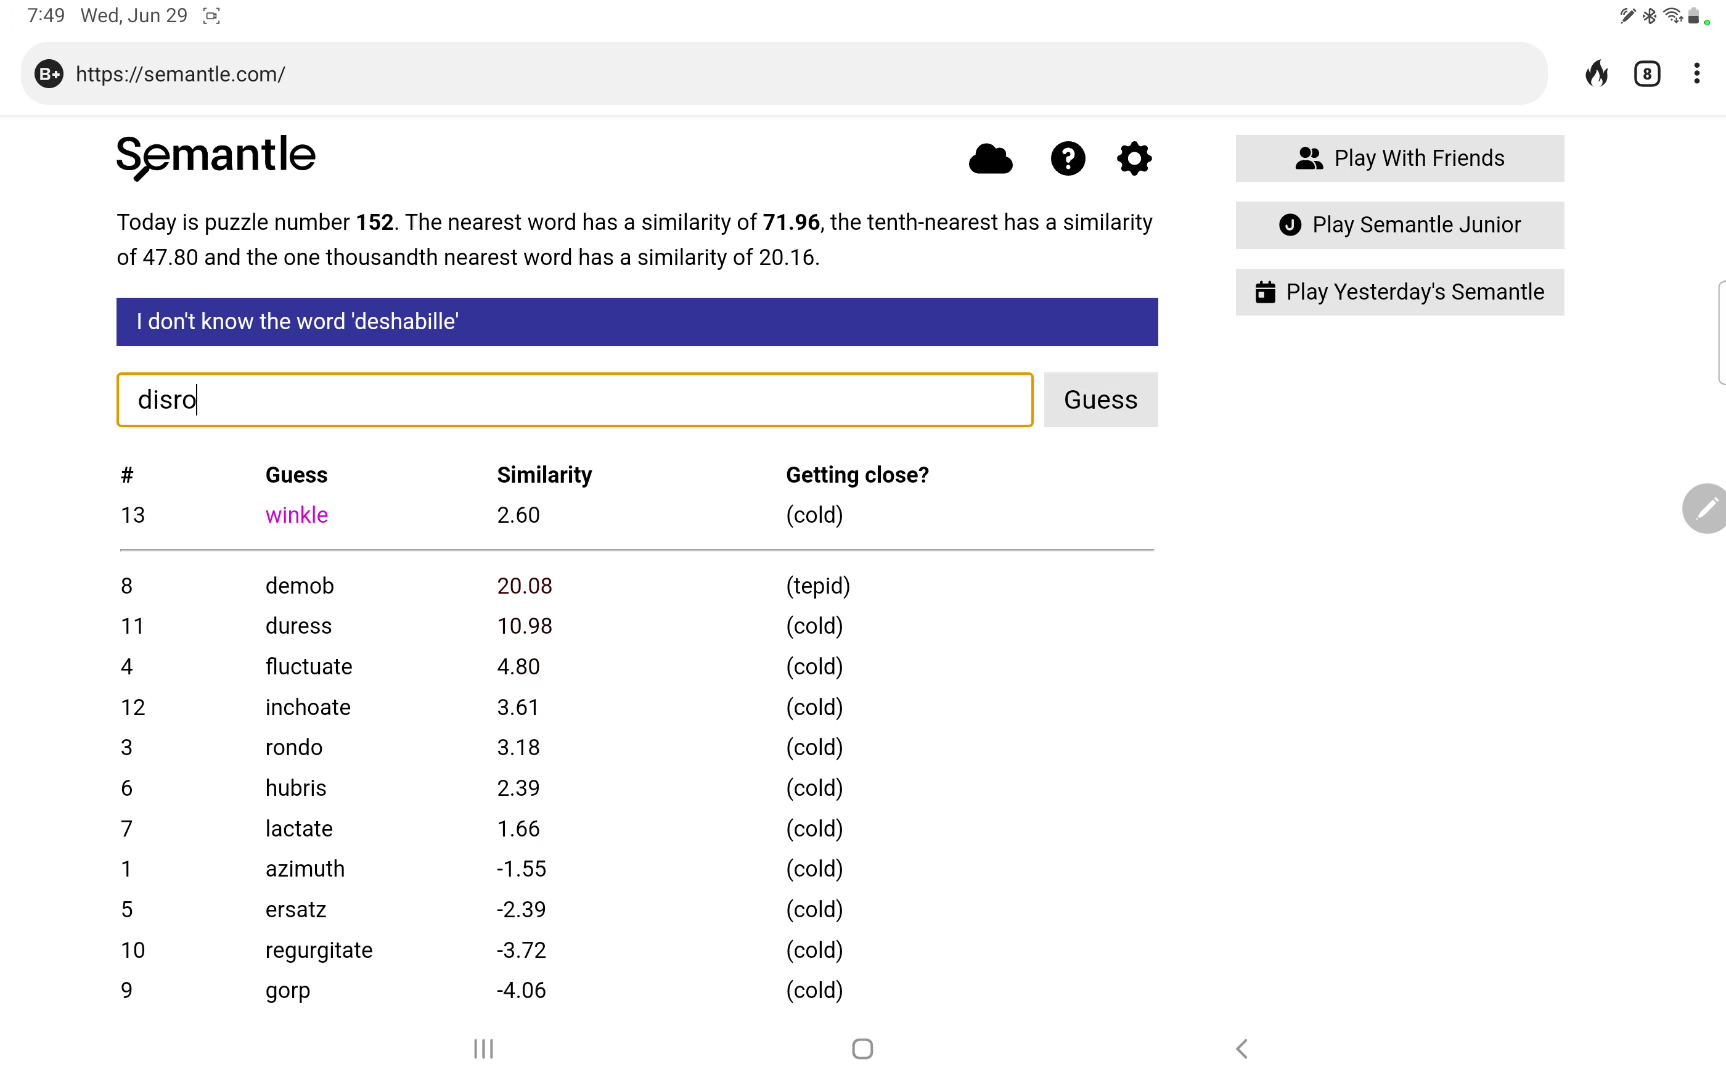 7:49 Wed, Jun 29
B+ https://semantle.com/ 8
Semantle
? Play With Friends
Today is puzzle number 152. The nearest word has a similarity of 71.96, the tenth-nearest has a similarity
of 47.80 and the one thousandth nearest word has a similarity of 20.16.
J Play Semantle Junior
Play Yesterday's Semantle
I don't know the word 'deshabille'
disro Guess
# Guess Similarity Getting close?
13 winkle 2.60 (cold)
8 demob 20.08 (tepid)
11 duress 10.98 (cold)
4 fluctuate 4.80 (cold)
12 inchoate 3.61 (cold)
3 rondo 3.18 (cold)
6 hubris 2.39 (cold)
7 lactate 1.66 (cold)
1 azimuth -1.55 (cold)
5 ersatz -2.39 (cold)
10 regurgitate -3.72 (cold)
9 gorp -4.06 (cold)